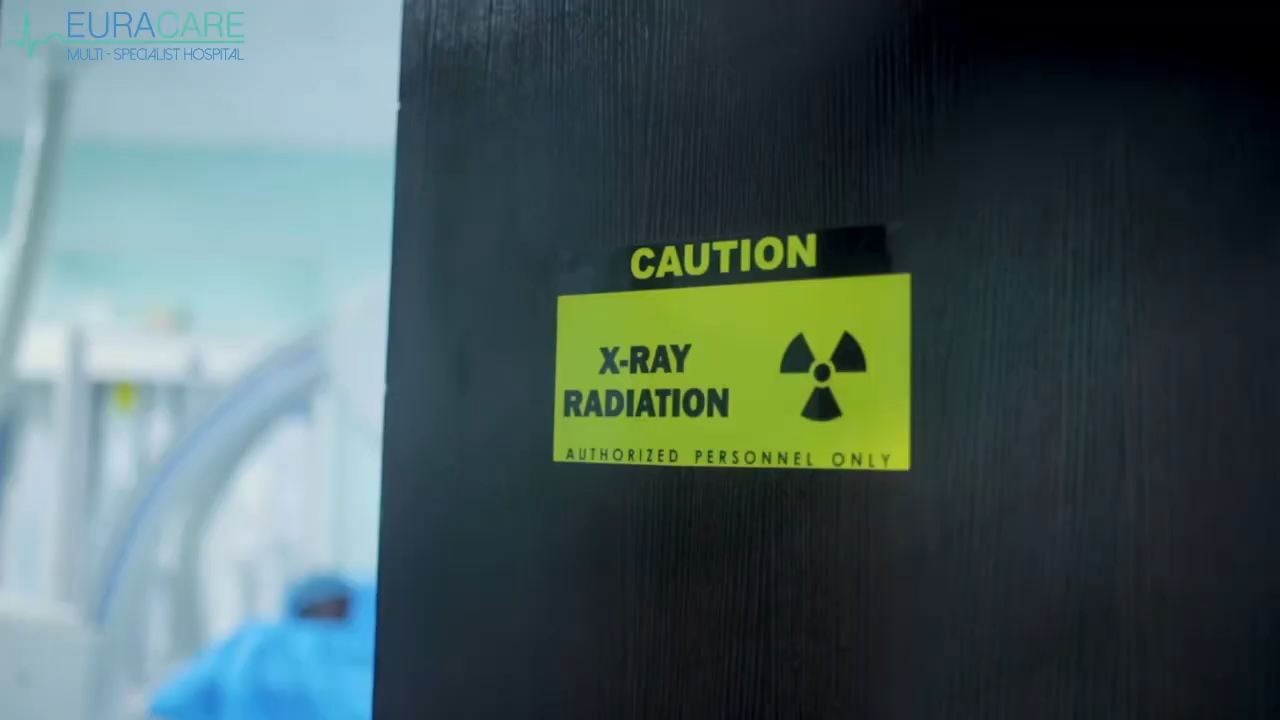 EURACARE
MULTI - SPECIALIST HOSPITAL
CAUTION
X-RAY
RADIATION
AUTHORIZED PERSONNEL ONLY